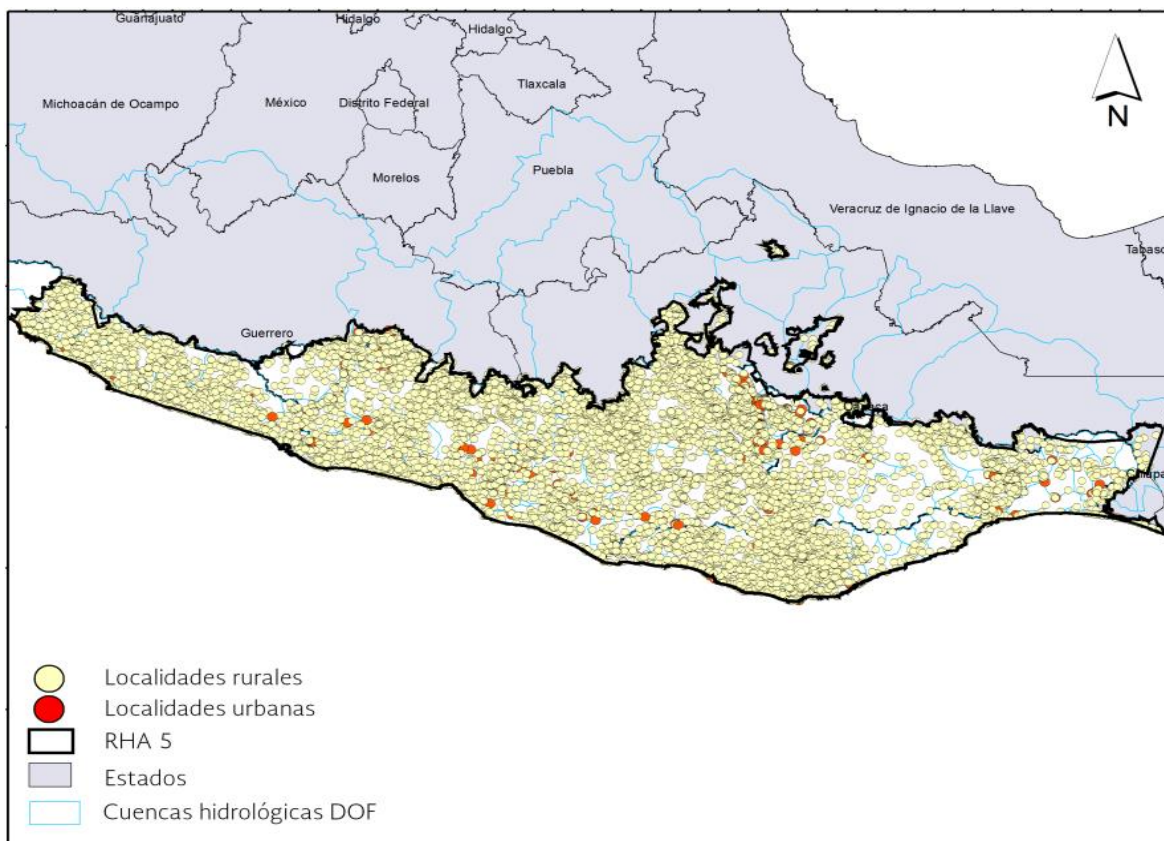 Guanajuato
Hidalgo
Hidalgo
Tlaxcala
Michoacán de Ocampo
México
Distrito Federal
N
Morelos
Puebla
Veracruz de Ignacio de la Llave
Tabasc
Guerrero
Localidades rurales
Localidades urbanas
RHA 5
Estados
Cuencas hidrológicas DOF